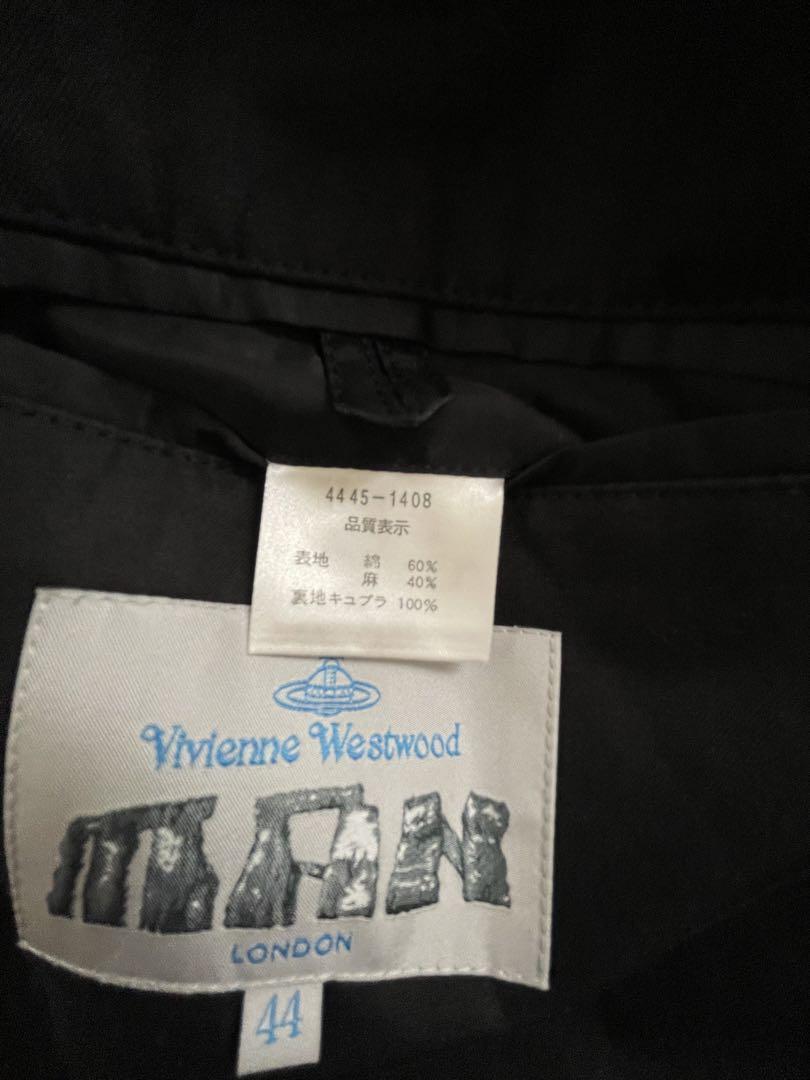 4445-1408
品質表示
表地 綿 60%
麻 40%
裏地キュプラ 100%
Vivienne Westwood
MAN
LONDON
44